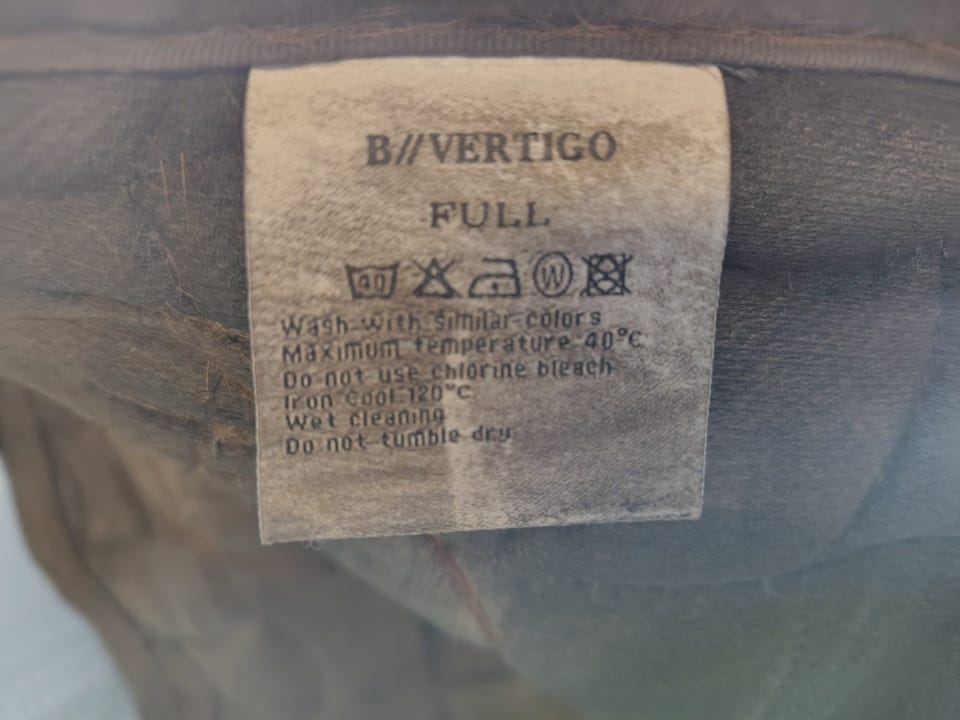 B//VERTIGO
FULL
40 W
Wash with similar colors
Maximum temperature 40°C
Do not use chlorine bleach
Iron Cool 120°C
Wet cleaning
Do not tumble dry